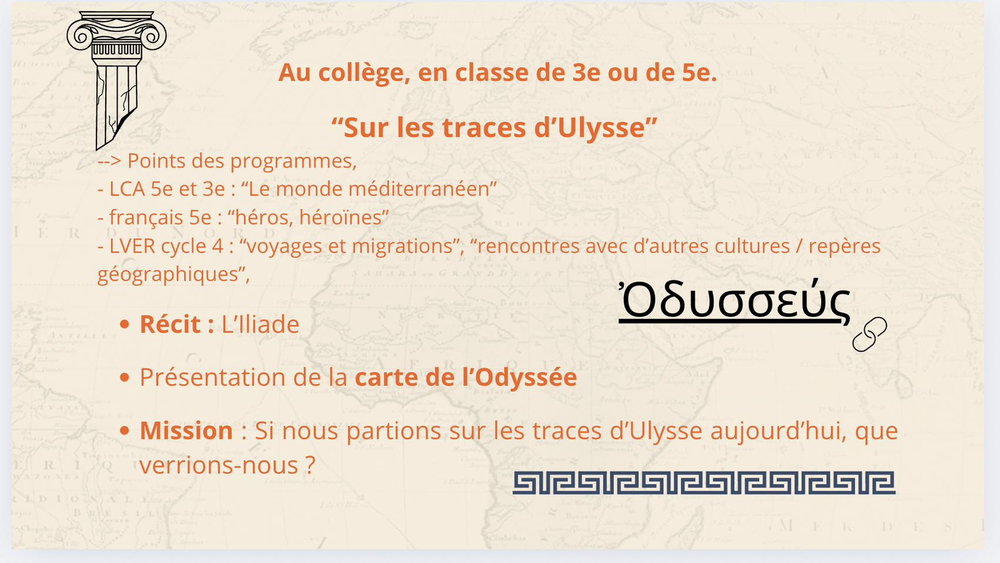 Au collège, en classe de 3e ou de 5e.
“Sur les traces d’Ulysse”
--> Points des programmes,
- LCA 5e et 3e : “Le monde méditerranéen”
- français 5e : “héros, héroïnes”
- LVER cycle 4 : “voyages et migrations”, “rencontres avec d’autres cultures / repères
géographiques”,
Ὀδυσσεύς
• Récit : L’Iliade
• Présentation de la carte de l’Odyssée
• Mission : Si nous partions sur les traces d’Ulysse aujourd’hui, que
verrions-nous ?